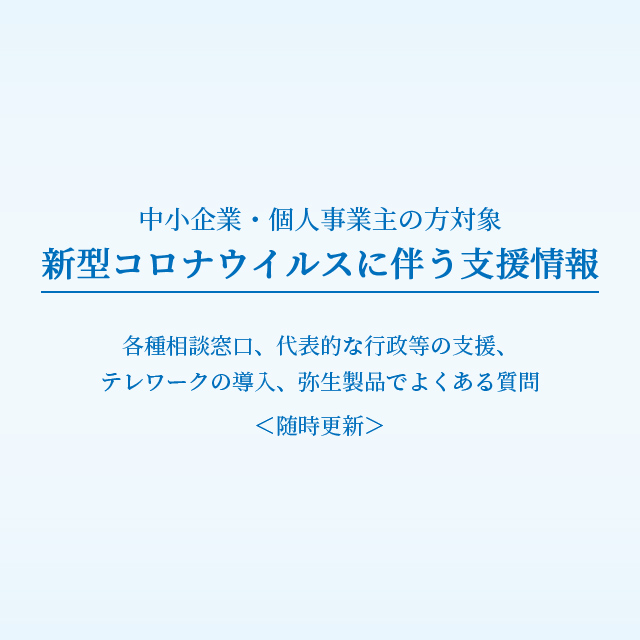 中小企業・個人事業主の方対象
新型コロナウイルスに伴う支援情報
各種相談窓口、代表的な行政等の支援、
テレワークの導入、弥生製品でよくある質問
＜随時更新＞